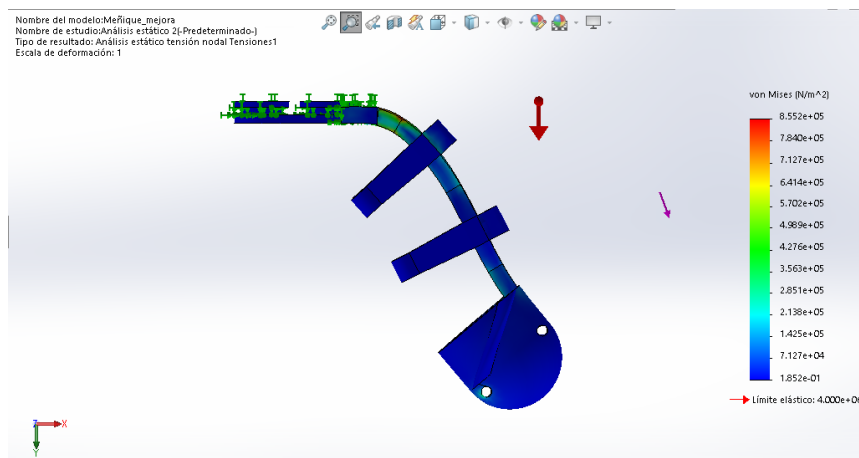 Nombre del modelo:Meñique_mejora
Nombre de estudio:Análisis estático 2(-Predeterminado-)
Tipo de resultado: Análisis estático tensión nodal Tensiones1
Escala de deformación: 1
von Mises (N/m^2)
8.552e+05
7.840e+05
7.127e+05
6.414e+05
5.702e+05
4.989e+05
4.276e+05
3.563e+05
2.851e+05
2.138e+05
1.425e+05
7.127e+04
1.852e-01
Límite elástico: 4.000e+06
Z X
Y